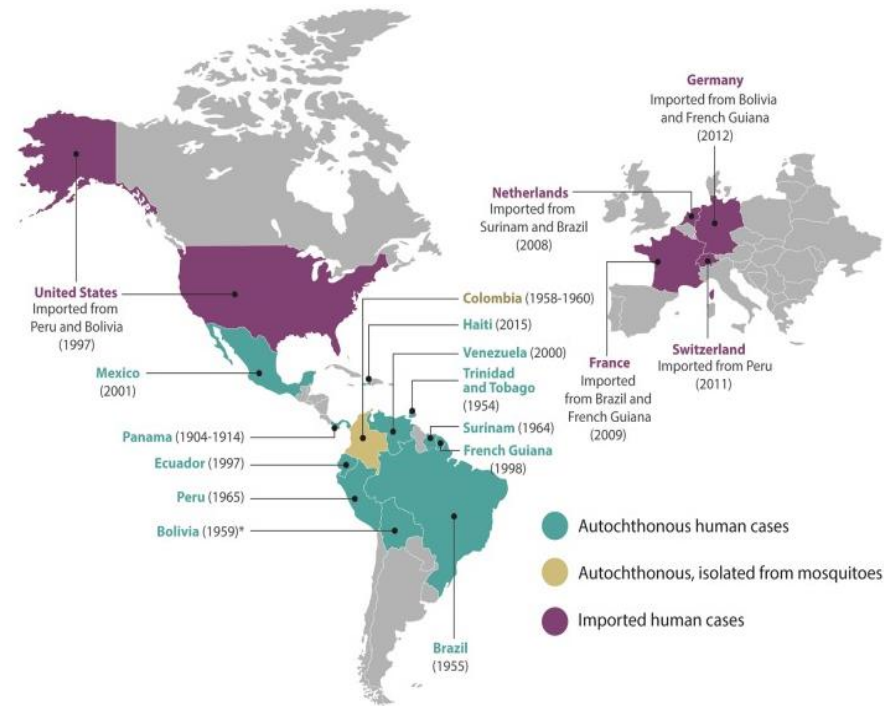 Germany
Imported from Bolivia
and French Guiana
(2012)
Netherlands
Imported from
Surinam and Brazil
(2008)
United States
Imported from
Peru and Bolivia
(1997)
Colombia (1958-1960)
Haiti (2015)
Venezuela (2000)
Trinidad
and Tobago
(1954)
Surinam (1964)
French Guiana
(1998)
France
Imported
from Brazil and
French Guiana
(2009)
Switzerland
Imported from Peru
(2011)
Mexico
(2001)
Panama (1904-1914)
Ecuador (1997)
Peru (1965)
Bolivia (1959)*
Brazil
(1955)
Autochthonous human cases
Autochthonous, isolated from mosquitoes
Imported human cases